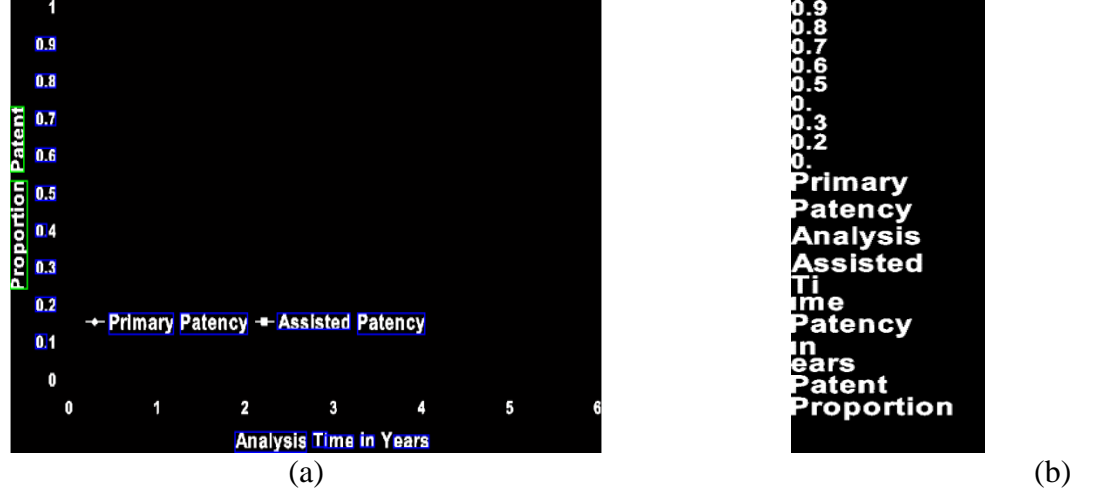 1
0.9
0.8
0.7
0.6
0.5
0.4
0.3
0.2
0.1
0
Proportion Patent
Primary Patency Assisted Patency
0 1 2 3 4 5 6
Analysis Time in Years
(a)
0.9
0.8
0.7
0.6
0.5
0.
0.3
0.2
0.
Primary
Patency
Analysis
Assisted
Ti
me
Patency
in
ears
Patent
Proportion
(b)